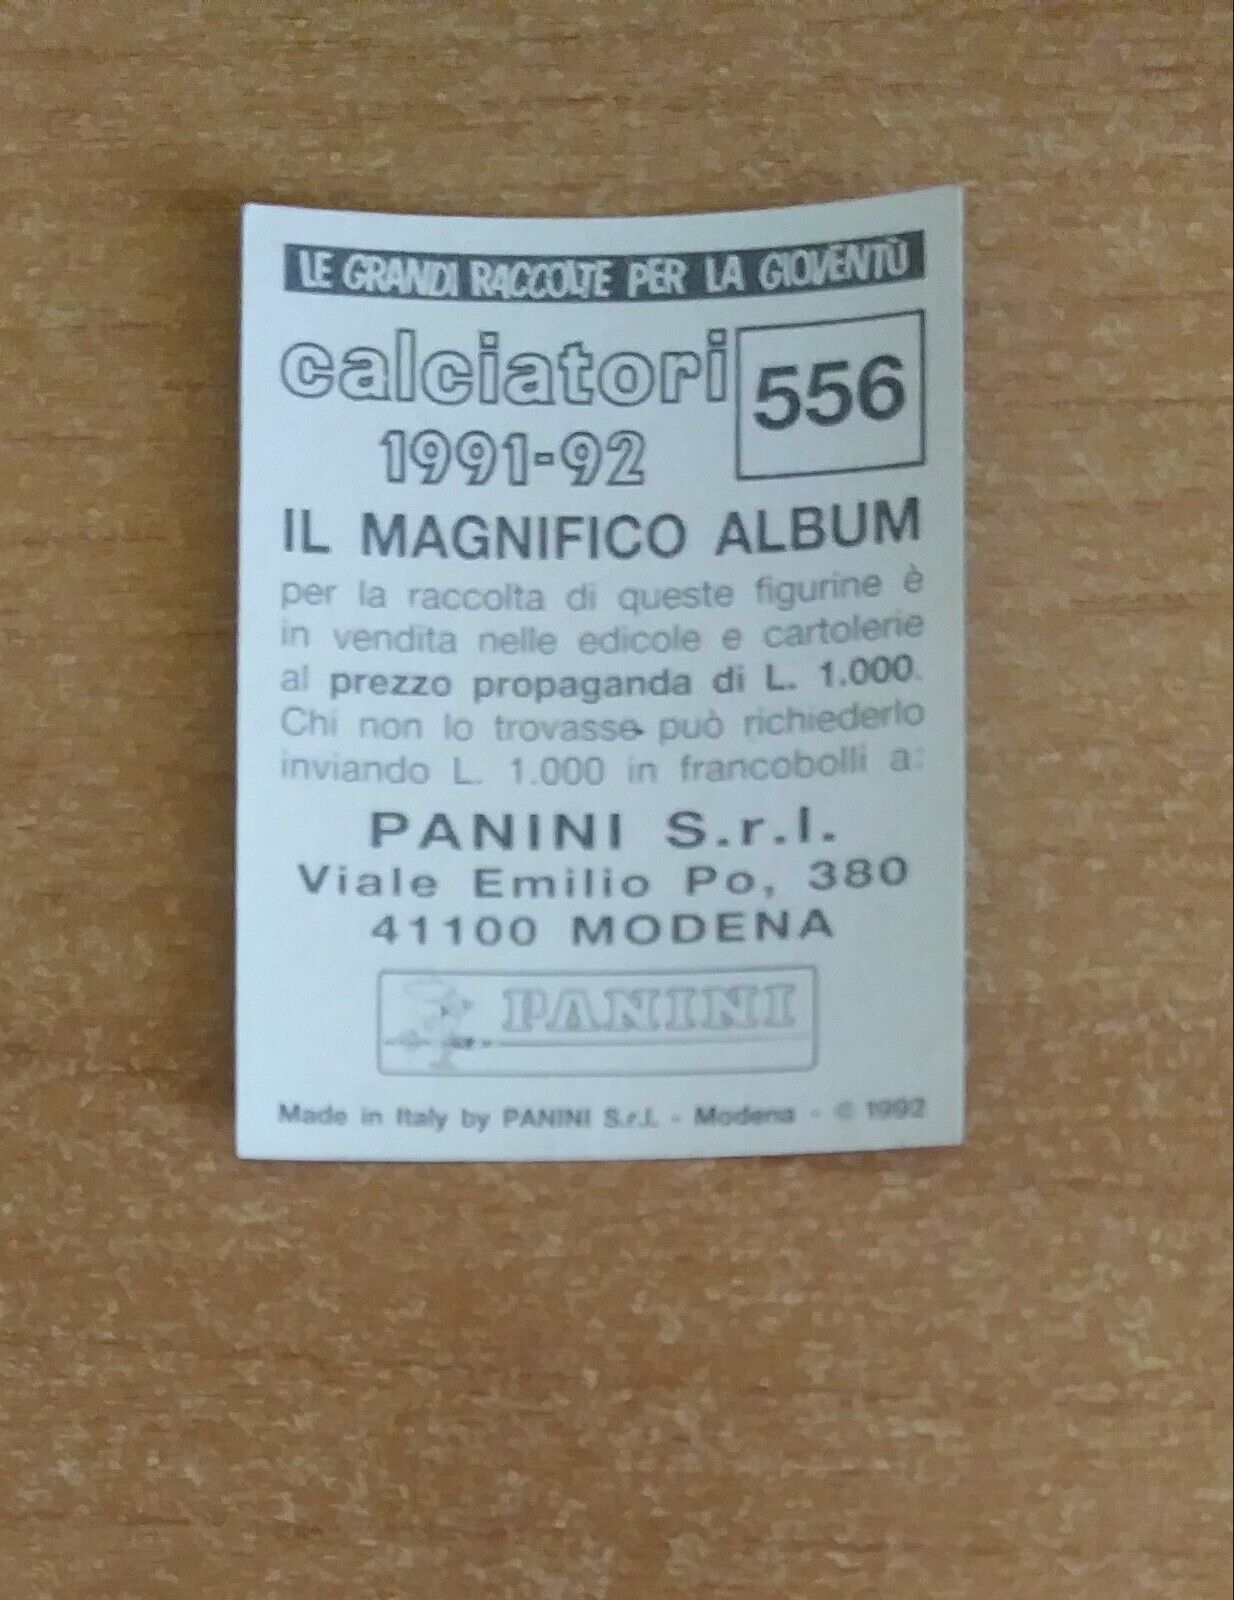 LE GRANDI RACCOLTE PER LA GIOVENTÙ
calciatori
1991-92
556
IL MAGNIFICO ALBUM
per la raccolta di queste figurine è
in vendita nelle edicole e cartolerie
al prezzo propaganda di L. 1.000.
Chi non lo trovasse può richiederlo
inviando L. 1.000 in francobolli a:
PANINI S.r.l.
Viale Emilio Po, 380
41100 MODENA
PANINI
Made in Italy by PANINI S.r.l. - Modena - © 1992